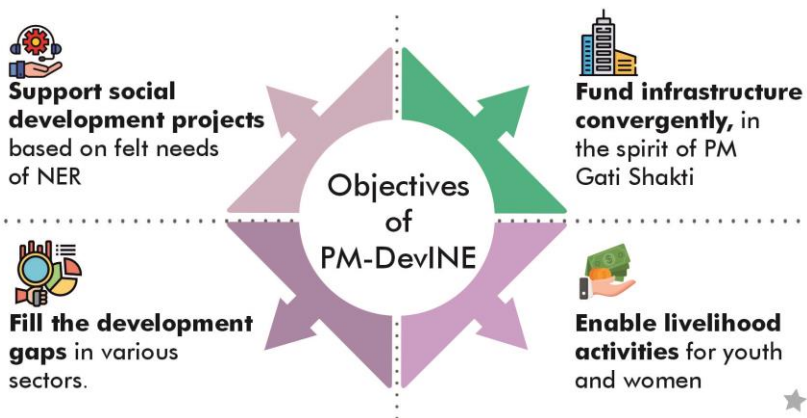 Support social
development projects
based on felt needs
of NER
Fund infrastructure
convergently, in
the spirit of PM
Gati Shakti
Objectives
of
PM-DevINE
Fill the development
gaps in various
sectors.
Enable livelihood
activities for youth
and women